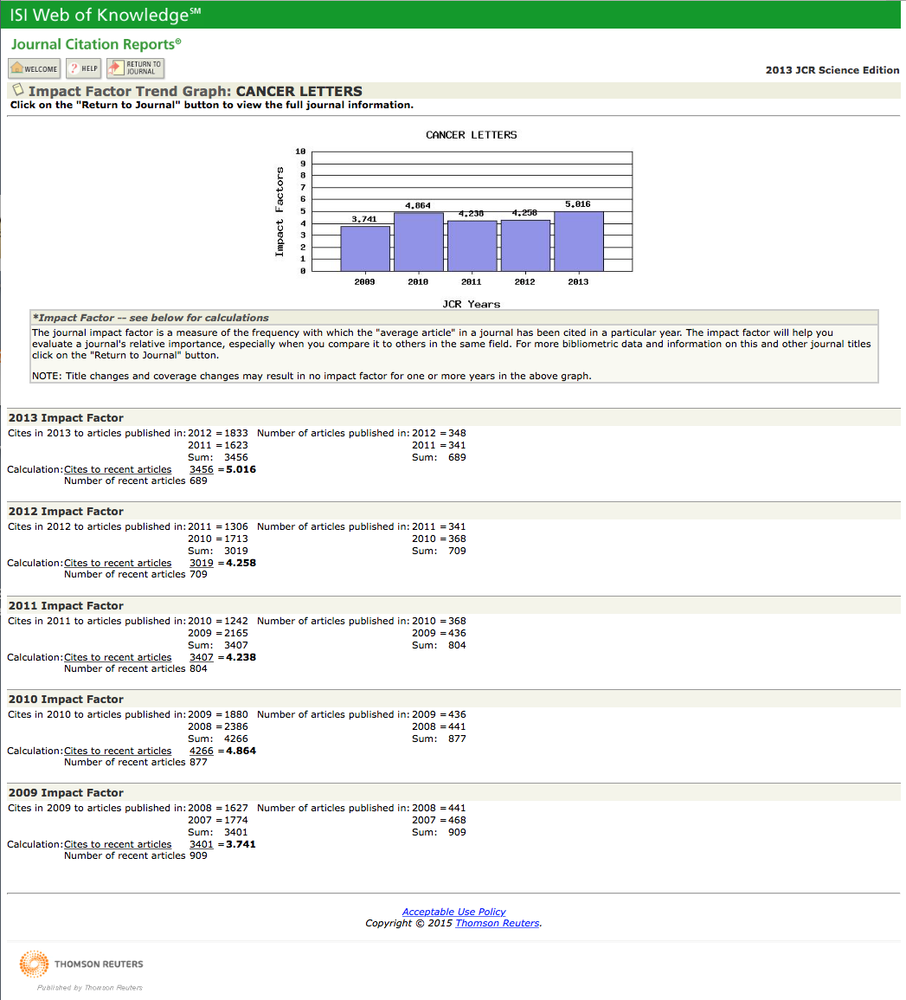 ISI Web of Knowledge℠
Journal Citation Reports®
WELCOME ? HELP RETURN TO JOURNAL
2013 JCR Science Edition
Impact Factor Trend Graph: CANCER LETTERS
Click on the "Return to Journal" button to view the full journal information.
CANCER LETTERS
Impact Factors
10
9
8
7
6
5
4
3
2
1
0
3.741 4.864 4.238 4.258 5.016
2009 2010 2011 2012 2013
JCR Years
*Impact Factor -- see below for calculations
The journal impact factor is a measure of the frequency with which the "average article" in a journal has been cited in a particular year. The impact factor will help you
evaluate a journal's relative importance, especially when you compare it to others in the same field. For more bibliometric data and information on this and other journal titles
click on the "Return to Journal" button.
NOTE: Title changes and coverage changes may result in no impact factor for one or more years in the above graph.
2013 Impact Factor
Cites in 2013 to articles published in: 2012 = 1833 Number of articles published in: 2012 = 348
2011 = 1623 2011 = 341
Sum: 3456 Sum: 689
Calculation: Cites to recent articles 3456 = 5.016
Number of recent articles 689
2012 Impact Factor
Cites in 2012 to articles published in: 2011 = 1306 Number of articles published in: 2011 = 341
2010 = 1713 2010 = 368
Sum: 3019 Sum: 709
Calculation: Cites to recent articles 3019 = 4.258
Number of recent articles 709
2011 Impact Factor
Cites in 2011 to articles published in: 2010 = 1242 Number of articles published in: 2010 = 368
2009 = 2165 2009 = 436
Sum: 3407 Sum: 804
Calculation: Cites to recent articles 3407 = 4.238
Number of recent articles 804
2010 Impact Factor
Cites in 2010 to articles published in: 2009 = 1880 Number of articles published in: 2009 = 436
2008 = 2386 2008 = 441
Sum: 4266 Sum: 877
Calculation: Cites to recent articles 4266 = 4.864
Number of recent articles 877
2009 Impact Factor
Cites in 2009 to articles published in: 2008 = 1627 Number of articles published in: 2008 = 441
2007 = 1774 2007 = 468
Sum: 3401 Sum: 909
Calculation: Cites to recent articles 3401 = 3.741
Number of recent articles 909
Acceptable Use Policy
Copyright © 2015 Thomson Reuters.
THOMSON REUTERS
Published by Thomson Reuters